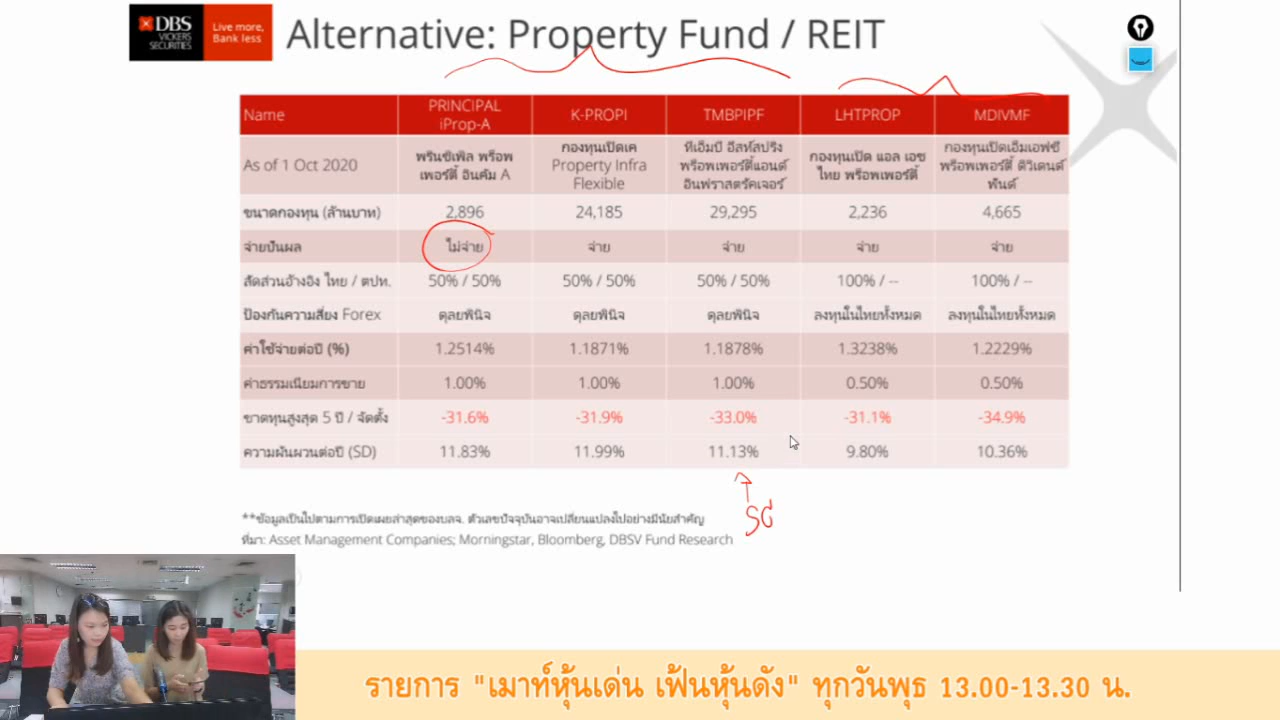 DBS
VICKERS
SECURITIES
Live more,
Bank less
Alternative: Property Fund / REIT
Name PRINCIPAL iProp-A K-PROPI TMBPIPF LHTPROP MDIVMF
As of 1 Oct 2020 พรินซิเพิล พร็อพเพอร์ตี้ อินคัม A กองทุนเปิดเค Property Infra Flexible ทีเอ็มบี อีสท์สปริง พร็อพเพอร์ตี้แอนด์ อินฟราสตรัคเจอร์ กองทุนเปิด แอล เอช ไทย พร็อพเพอร์ตี้ กองทุนเปิดเอ็มเอฟซี พร็อพเพอร์ตี้ ดิวิเดนด์ ฟันด์
ขนาดกองทุน (ล้านบาท) 2,896 24,185 29,295 2,236 4,665
จ่ายปันผล ไม่จ่าย จ่าย จ่าย จ่าย จ่าย
สัดส่วนอ้างอิง ไทย / ตปท. 50% / 50% 50% / 50% 50% / 50% 100% / -- 100% / --
ป้องกันความเสี่ยง Forex ดุลยพินิจ ดุลยพินิจ ดุลยพินิจ ลงทุนในไทยทั้งหมด ลงทุนในไทยทั้งหมด
ค่าใช้จ่ายต่อปี (%) 1.2514% 1.1871% 1.1878% 1.3238% 1.2229%
ค่าธรรมเนียมการขาย 1.00% 1.00% 1.00% 0.50% 0.50%
ขาดทุนสูงสุด 5 ปี / จัดตั้ง -31.6% -31.9% -33.0% -31.1% -34.9%
ความผันผวนต่อปี (SD) 11.83% 11.99% 11.13% 9.80% 10.36%
**ข้อมูลเป็นไปตามการเปิดเผยล่าสุดของบลจ. ตัวเลขปัจจุบันอาจเปลี่ยนแปลงไปอย่างมีนัยสำคัญ
ที่มา: Asset Management Companies; Morningstar, Bloomberg, DBSV Fund Research
รายการ "เมาท์หุ้นเด่น เฟ้นหุ้นดัง" ทุกวันพุธ 13.00-13.30 น.